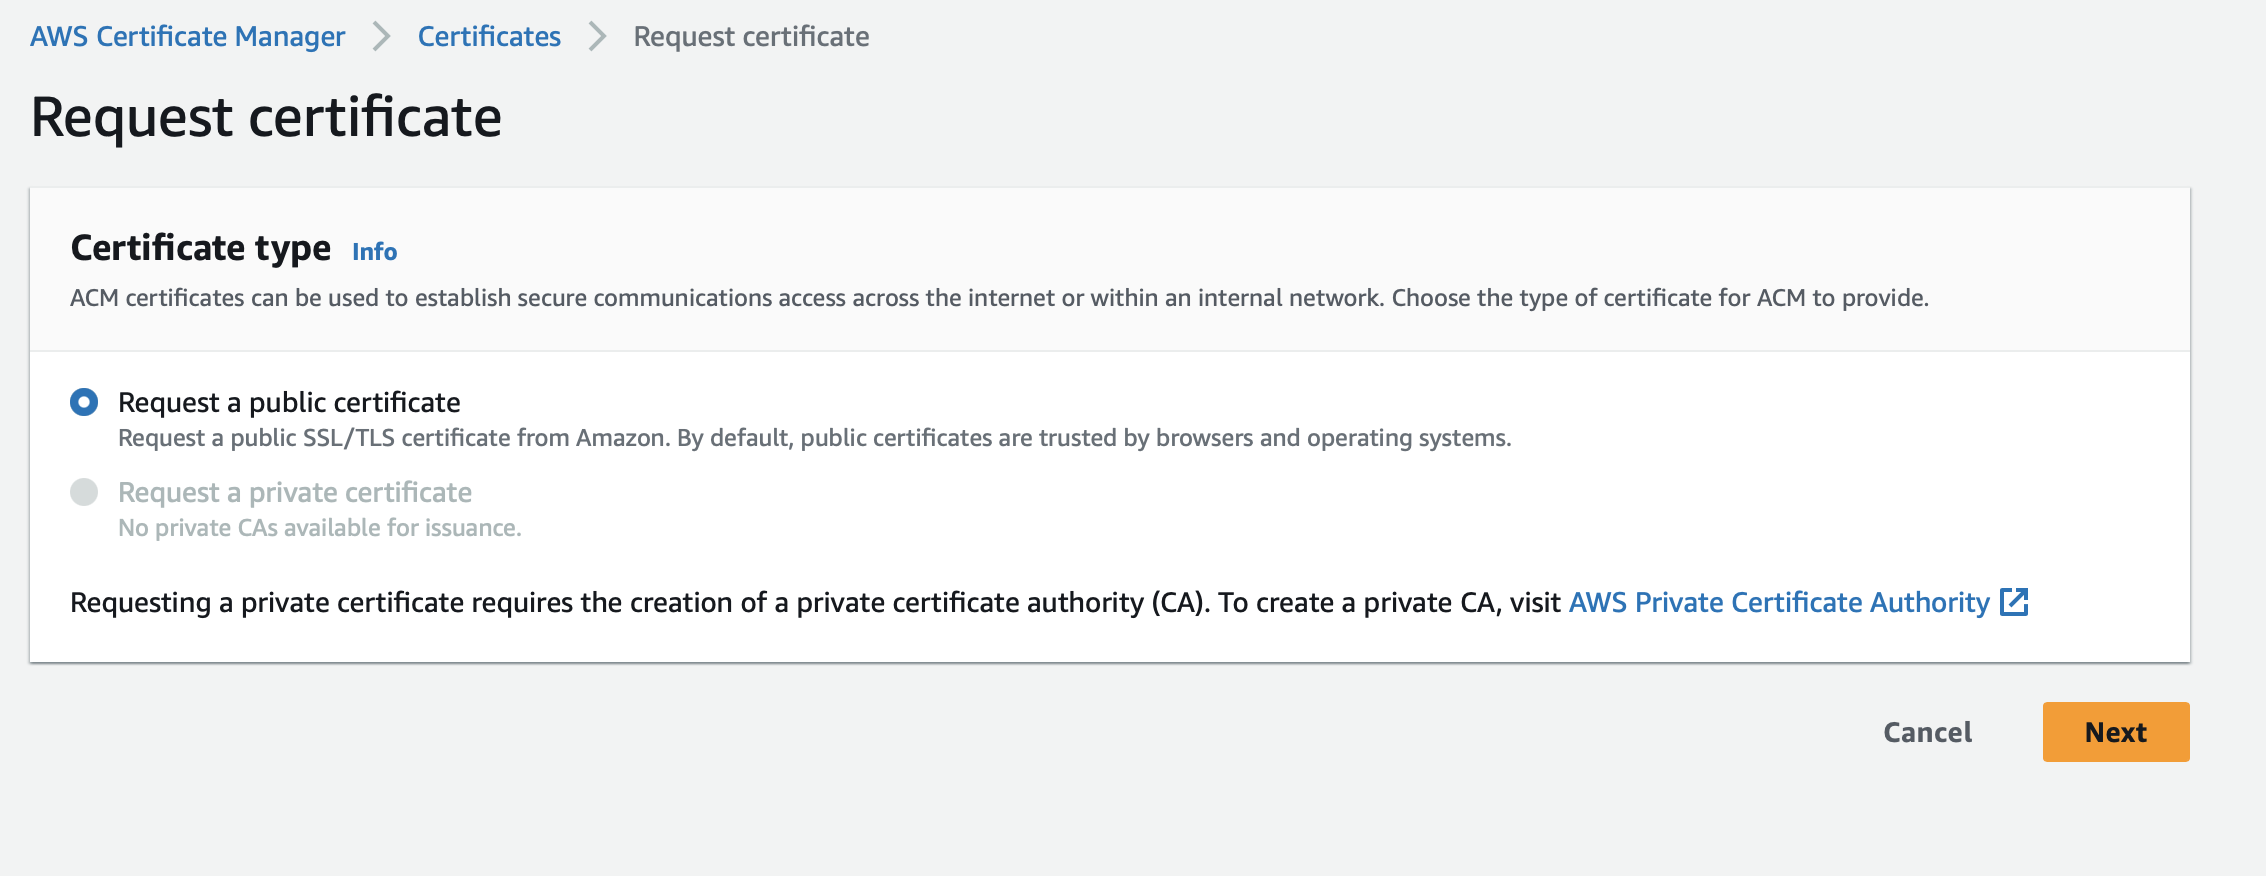 AWS Certificate Manager > Certificates > Request certificate
Request certificate
Certificate type Info
ACM certificates can be used to establish secure communications access across the internet or within an internal network. Choose the type of certificate for ACM to provide.
Request a public certificate
Request a public SSL/TLS certificate from Amazon. By default, public certificates are trusted by browsers and operating systems.
Request a private certificate
No private CAs available for issuance.
Requesting a private certificate requires the creation of a private certificate authority (CA). To create a private CA, visit AWS Private Certificate Authority
Cancel Next